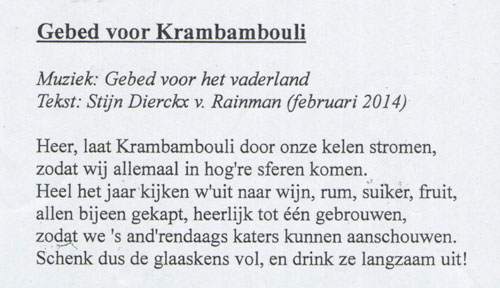 Gebed voor Krambambouli
Muziek: Gebed voor het vaderland
Tekst: Stijn Dierckx v. Rainman (februari 2014)
Heer, laat Krambambouli door onze kelen stromen,
zodat wij allemaal in hog're sferen komen.
Heel het jaar kijken w'uit naar wijn, rum, suiker, fruit,
allen bijeen gekapt, heerlijk tot één gebrouwen,
zodat we 's and'rendaags katers kunnen aanschouwen.
Schenk dus de glaaskens vol, en drink ze langzaam uit!